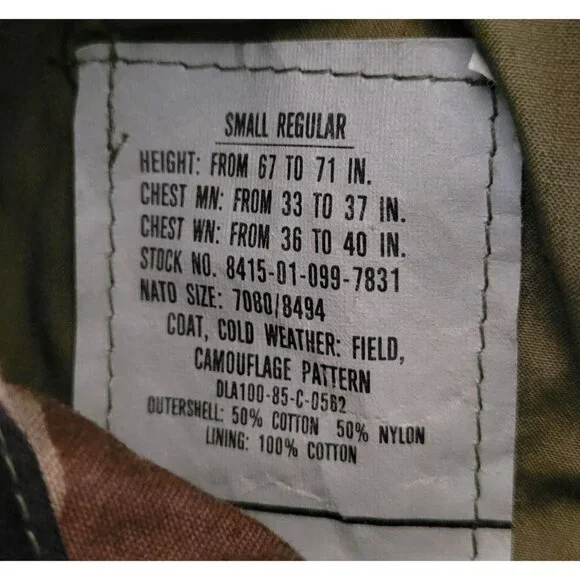 SMALL REGULAR
HEIGHT: FROM 67 TO 71 IN.
CHEST MN: FROM 33 TO 37 IN.
CHEST WN: FROM 36 TO 40 IN.
STOCK NO. 8415-01-099-7831
NATO SIZE: 7080/8494
COAT, COLD WEATHER: FIELD,
CAMOUFLAGE PATTERN
DLA100-85-C-0562
OUTERSHELL: 50% COTTON 50% NYLON
LINING: 100% COTTON